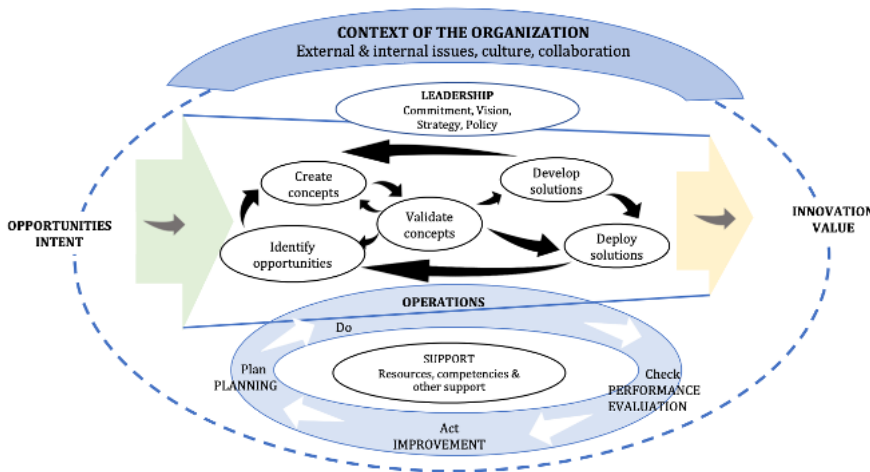 CONTEXT OF THE ORGANIZATION
External & internal issues, culture, collaboration
LEADERSHIP
Commitment, Vision,
Strategy, Policy
Create
concepts
Develop
solutions
Validate
concepts
Identify
opportunities
Deploy
solutions
OPPORTUNITIES
INTENT
INNOVATION
VALUE
OPERATIONS
Do
Plan
PLANNING
SUPPORT
Resources, competencies &
other support
Check
PERFORMANCE
EVALUATION
Act
IMPROVEMENT